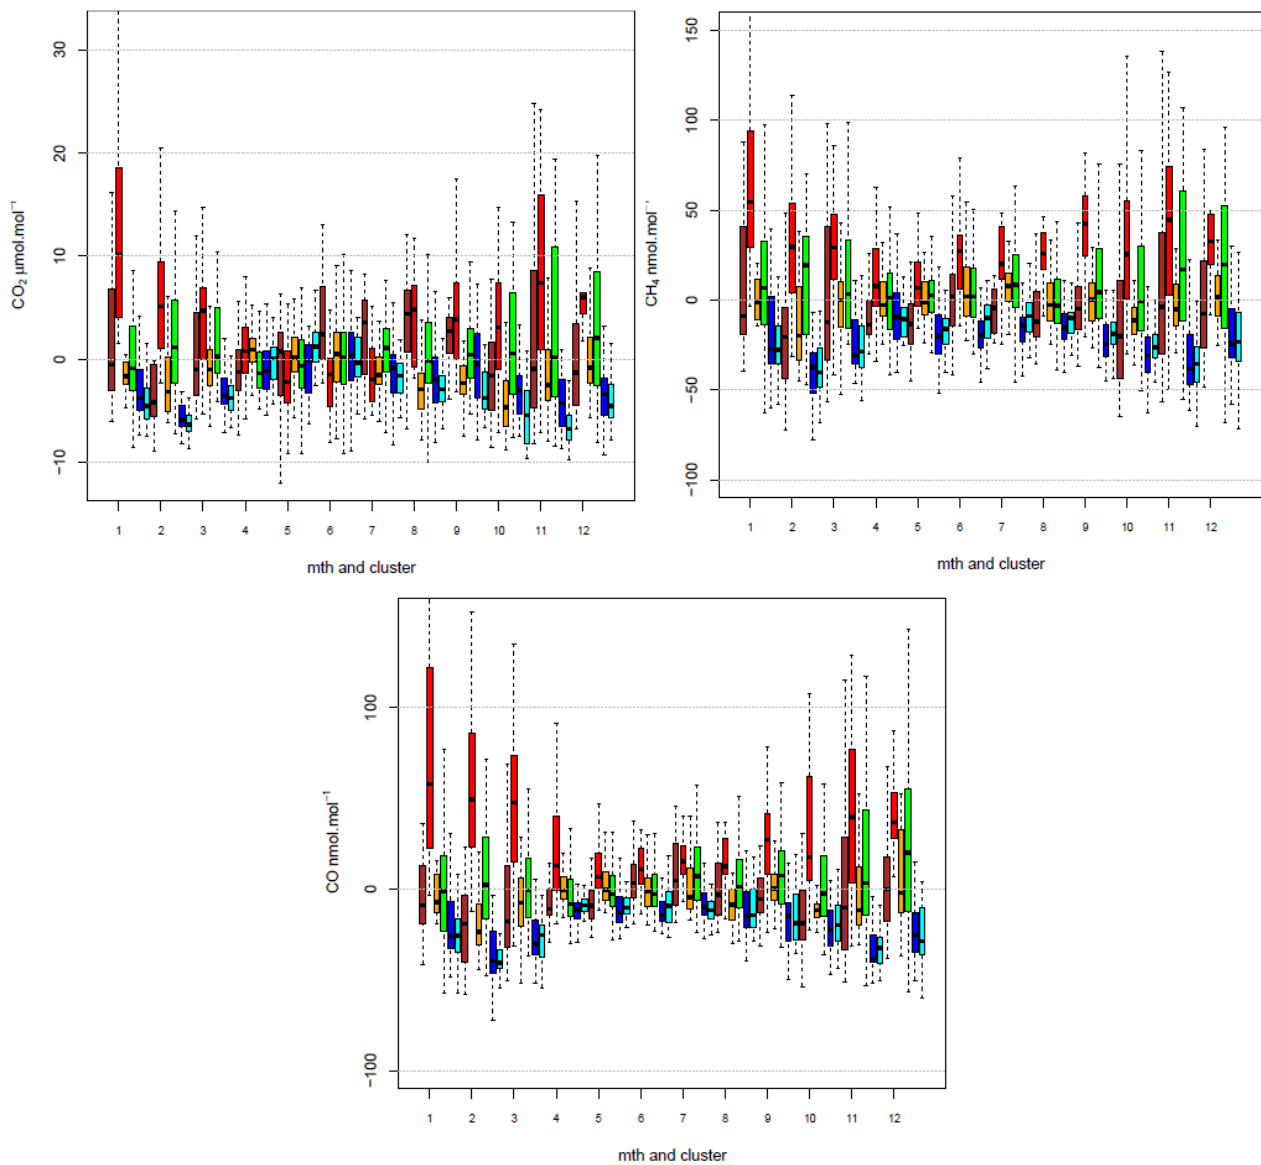 30
20
10
0
−10
CO₂ μmol.mol⁻¹
1 2 3 4 5 6 7 8 9 10 11 12
mth and cluster
150
100
50
0
−50
−100
CH₄ nmol.mol⁻¹
1 2 3 4 5 6 7 8 9 10 11 12
mth and cluster
100
0
−100
CO nmol.mol⁻¹
1 2 3 4 5 6 7 8 9 10 11 12
mth and cluster